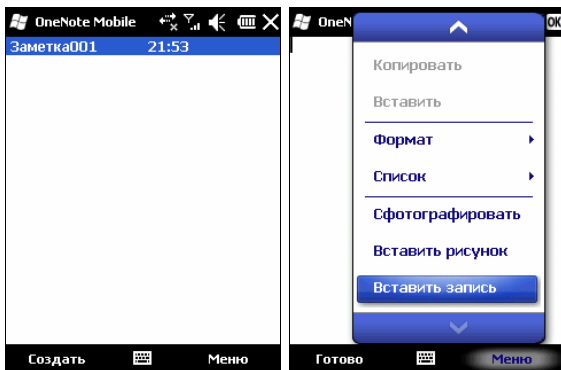 OneNote Mobile
Заметка001 21:53
Создать Меню
OneN OK
Копировать
Вставить
Формат
Список
Сфотографировать
Вставить рисунок
Вставить запись
Готово Меню